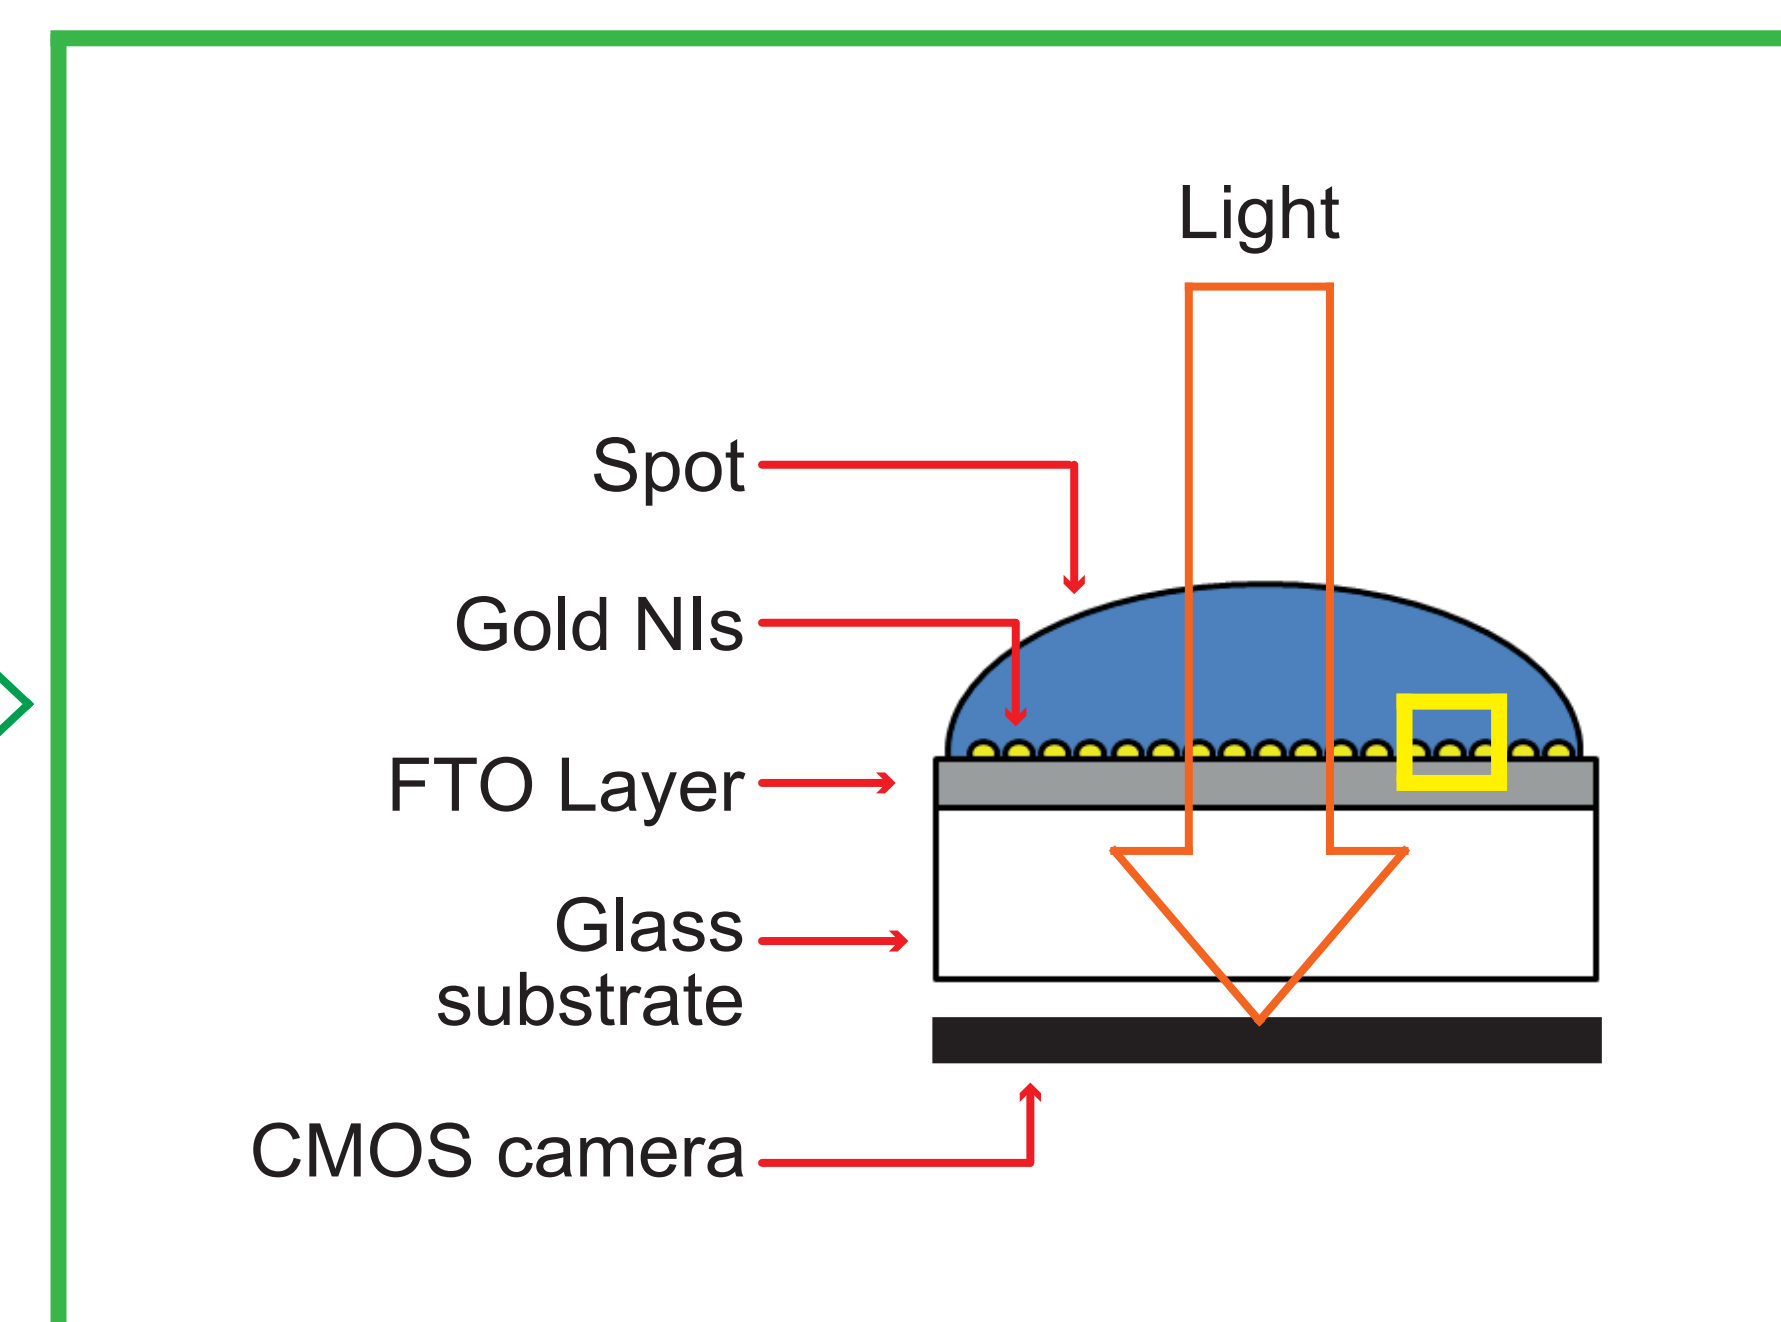 Light
Spot
Gold NIs
FTO Layer
Glass
substrate
CMOS camera